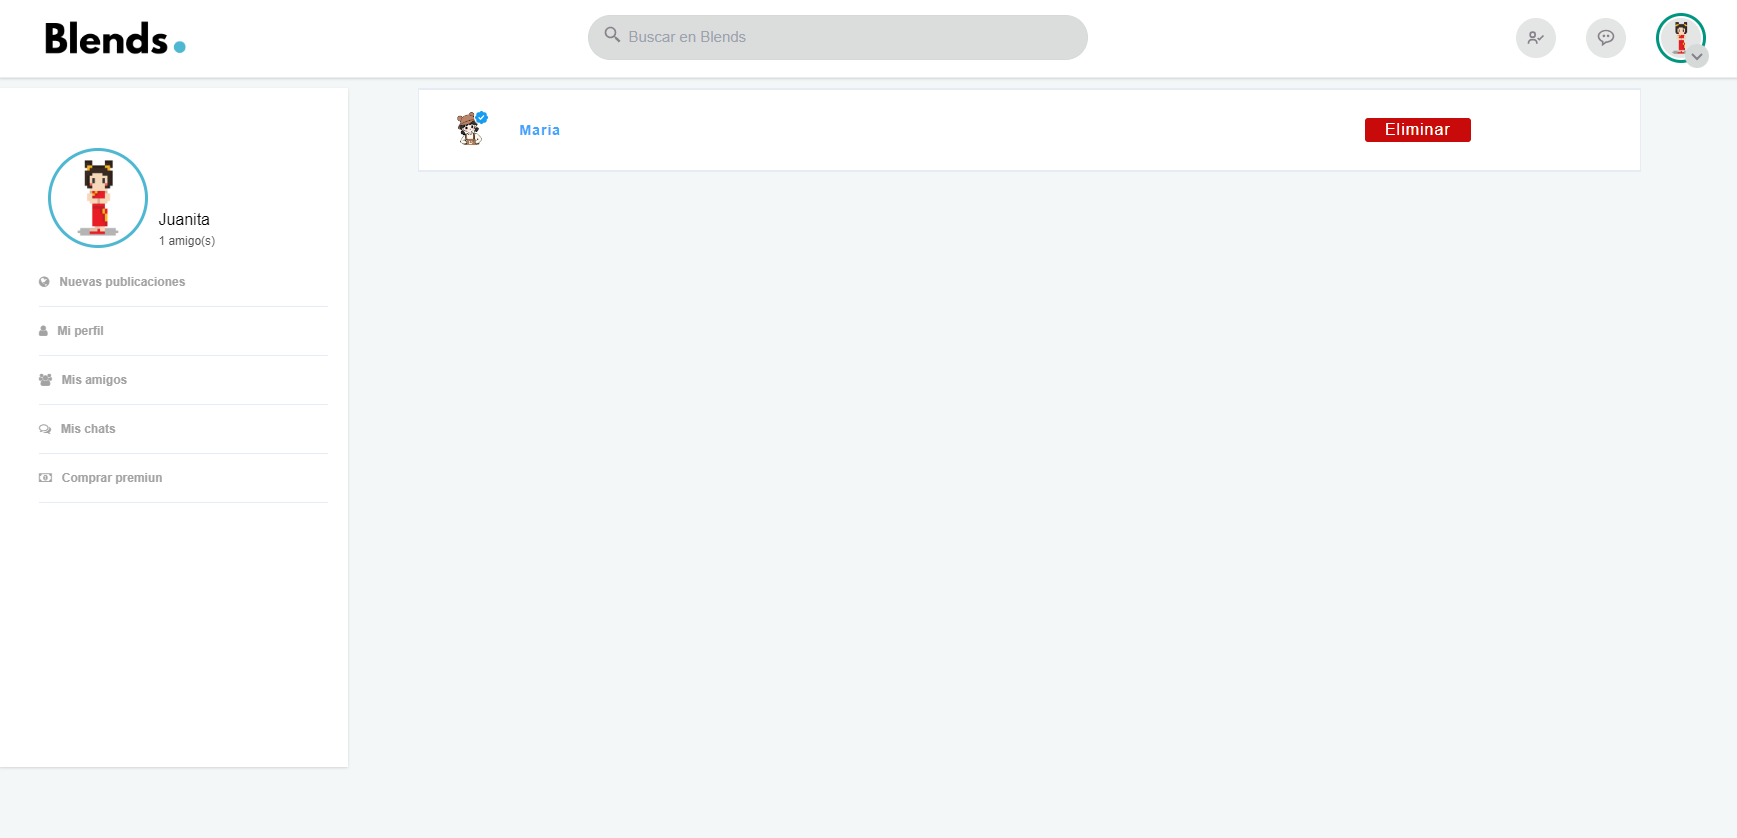 Blends.
Buscar en Blends
Maria
Eliminar
Juanita
1 amigo(s)
Nuevas publicaciones
Mi perfil
Mis amigos
Mis chats
Comprar premiun